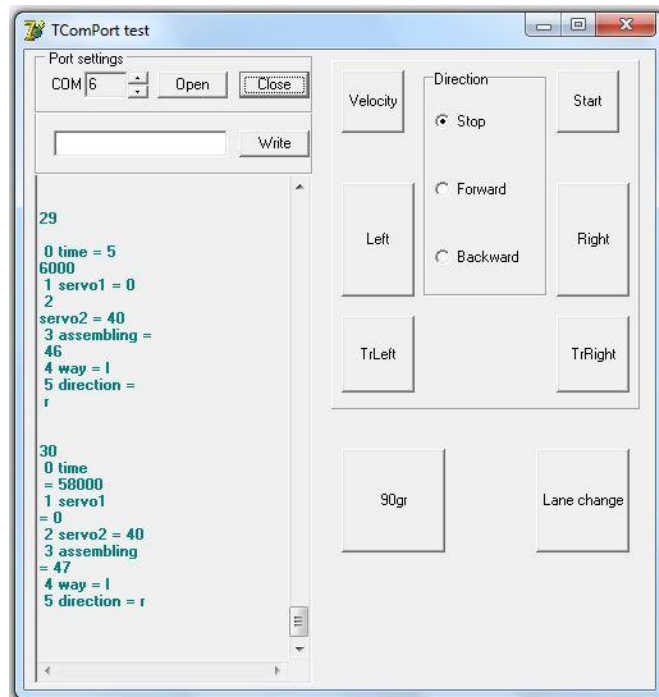 TComPort test
Port settings
COM 6
Open
Close
Write
29
0 time = 5
6000
1 servo1 = 0
2
servo2 = 40
3 assembling =
46
4 way = l
5 direction =
r
30
0 time
= 58000
1 servo1
= 0
2 servo2 = 40
3 assembling
= 47
4 way = l
5 direction = r
Velocity
Direction
Stop
Forward
Backward
Start
Left
Right
TrLeft
TrRight
90gr
Lane change